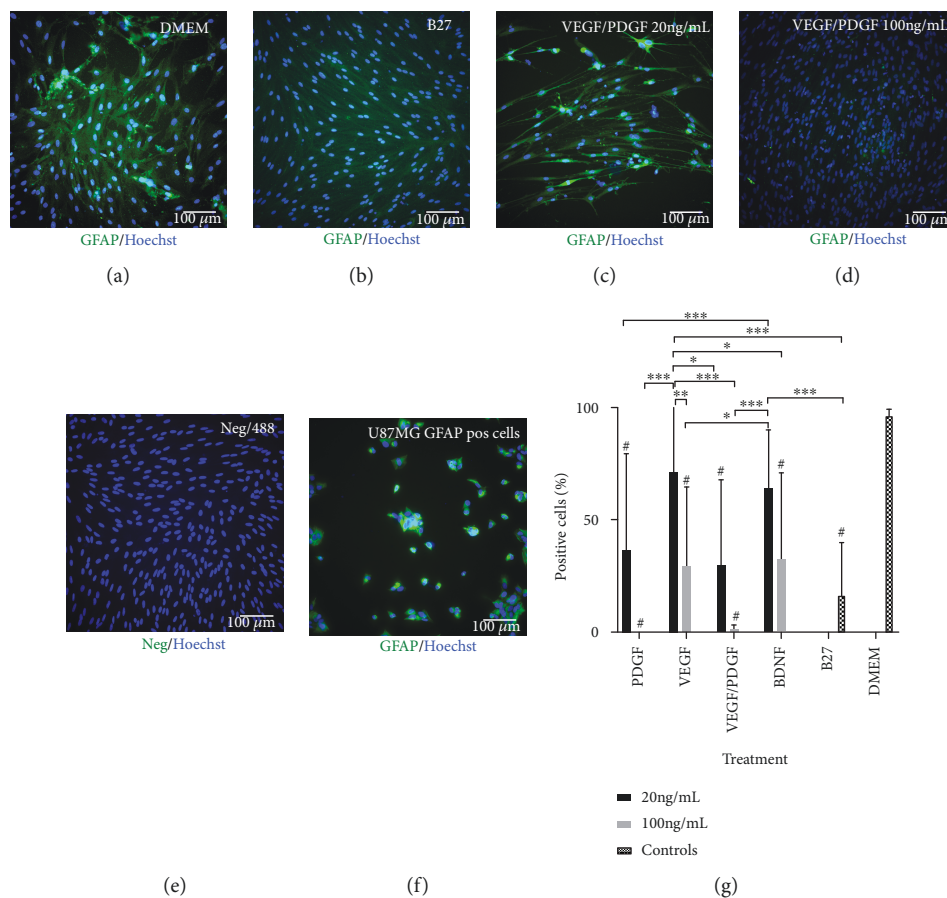 DMEM
100 µm
GFAP/Hoechst
(a)
B27
100 µm
GFAP/Hoechst
(b)
VEGF/PDGF 20ng/mL
100 µm
GFAP/Hoechst
(c)
VEGF/PDGF 100ng/mL
100 µm
GFAP/Hoechst
(d)
Neg/488
100 µm
Neg/Hoechst
(e)
U87MG GFAP pos cells
100 µm
GFAP/Hoechst
(f)
***
***
*
*
*** ***
** *** ***
*
# # # # # # #
100
50
0
Positive cells (%)
PDGF
VEGF
VEGF/PDGF
BDNF
B27
DMEM
Treatment
20ng/mL
100ng/mL
Controls
(g)